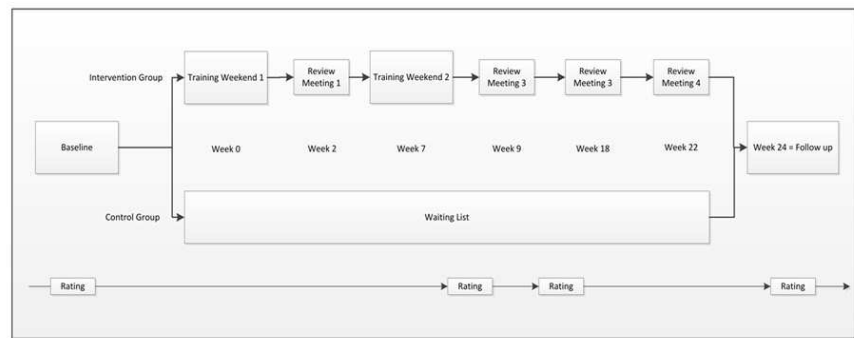 Intervention Group
Training Weekend 1
Review
Meeting 1
Training Weekend 2
Review
Meeting 3
Review
Meeting 3
Review
Meeting 4
Baseline
Week 0
Week 2
Week 7
Week 9
Week 18
Week 22
Week 24 = Follow up
Control Group
Waiting List
Rating
Rating
Rating
Rating